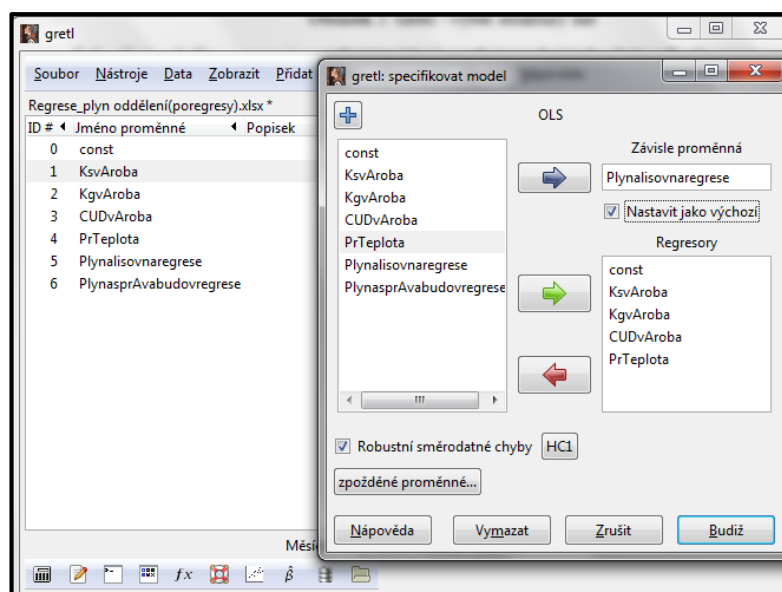 gretl
Soubor Nástroje Data Zobrazit Přidat
Regrese_plyn oddělení(poregresy).xlsx *
ID # Jméno proměnné Popisek
0 const
1 KsvAroba
2 KgvAroba
3 CUDvAroba
4 PrTeplota
5 Plynalisovnaregrese
6 PlynasprAvabudovregrese
Měsíc
gretl: specifikovat model
OLS
const
KsvAroba
KgvAroba
CUDvAroba
PrTeplota
Plynalisovnaregrese
PlynasprAvabudovregrese
Závisle proměnná
Plynalisovnaregrese
Nastavit jako výchozí
Regresory
const
KsvAroba
KgvAroba
CUDvAroba
PrTeplota
Robustní směrodatné chyby HC1
zpožděné proměnné...
Nápověda Vymazat Zrušit Budiž
fx β̂